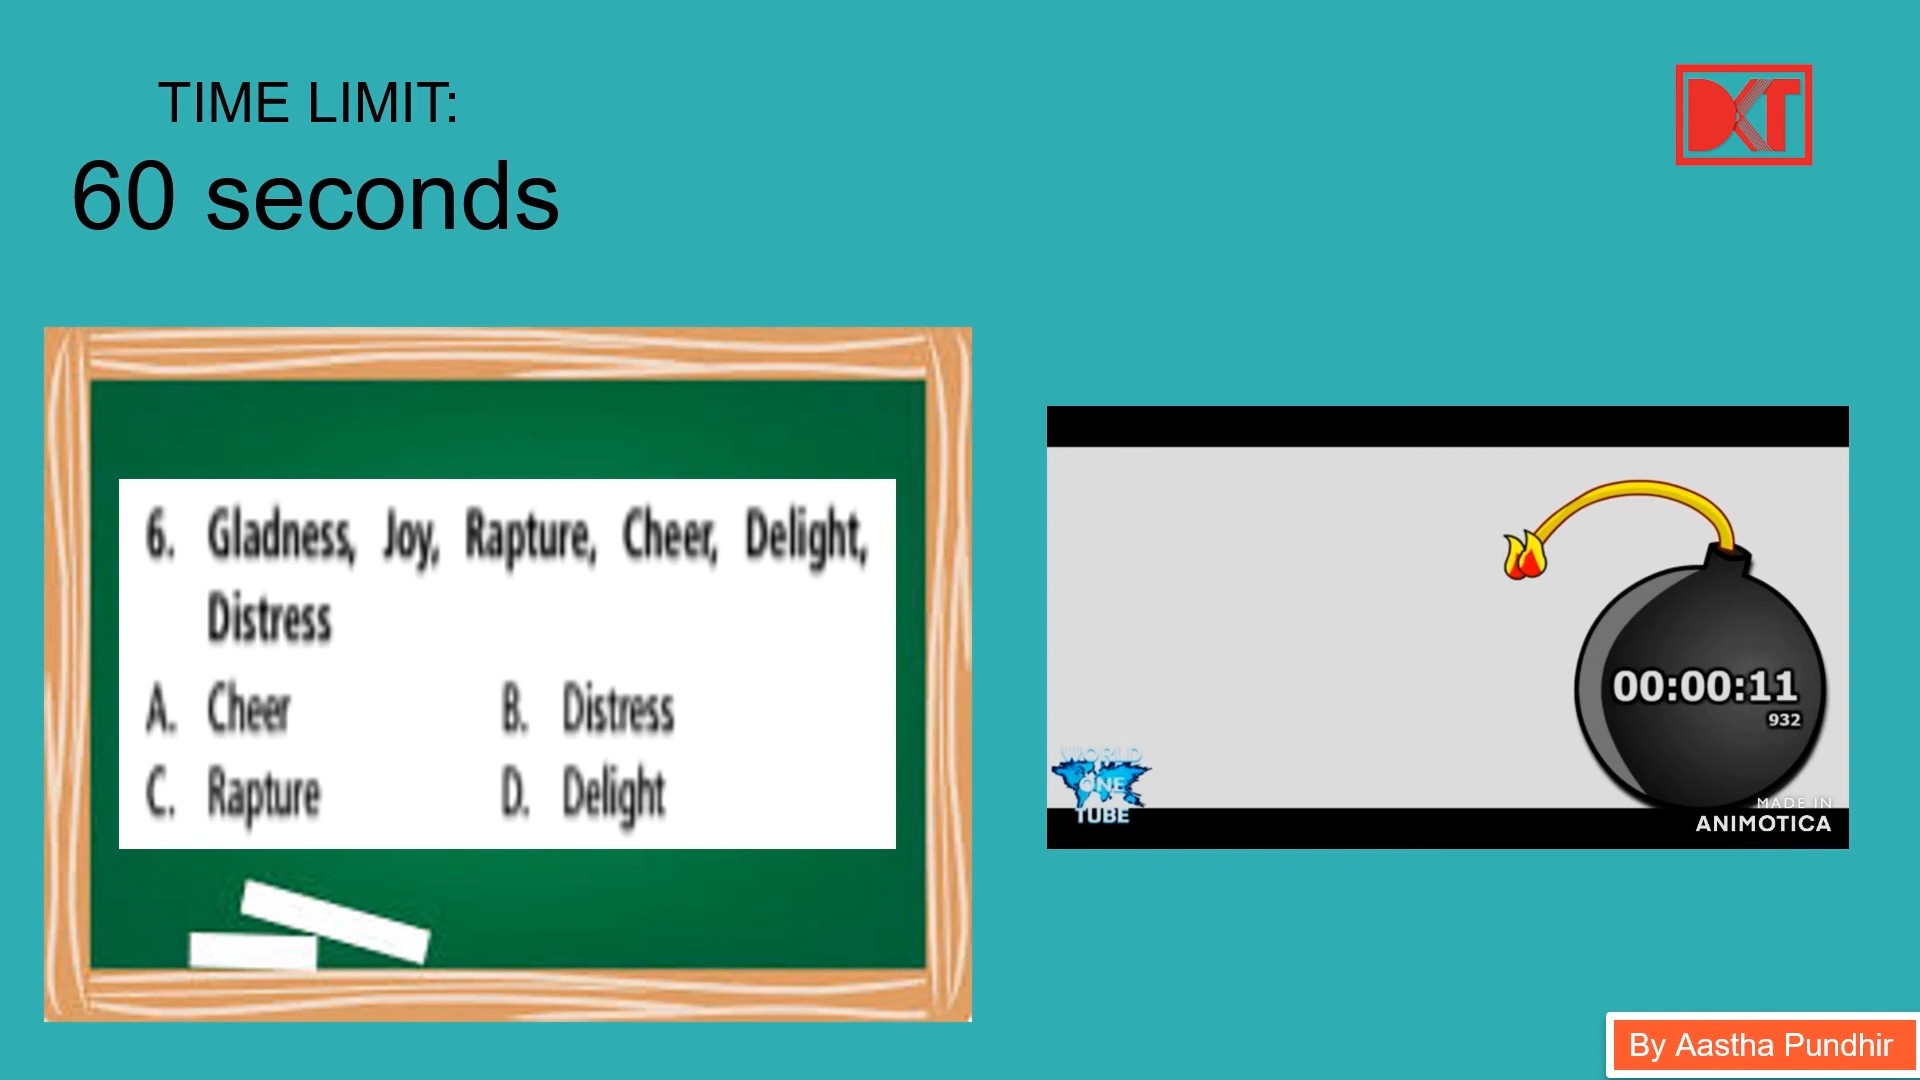 TIME LIMIT:
60 seconds
DKT
6. Gladness, Joy, Rapture, Cheer, Delight,
Distress
A. Cheer B. Distress
C. Rapture D. Delight
00:00:11
932
WORLD
ONE
TUBE
MADE IN
ANIMOTICA
By Aastha Pundhir